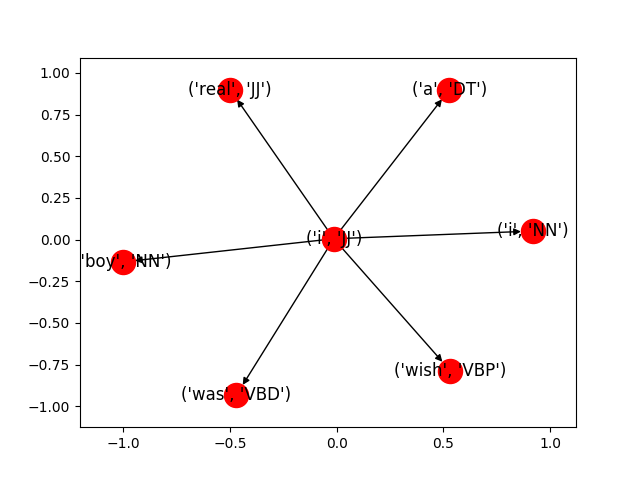 1.00
0.75
0.50
0.25
0.00
−0.25
−0.50
−0.75
−1.00
('real', 'JJ')
('a', 'DT')
('i', 'JJ')
('i', 'NN')
'boy', 'NN')
('wish', 'VBP')
('was', 'VBD')
−1.0
−0.5
0.0
0.5
1.0